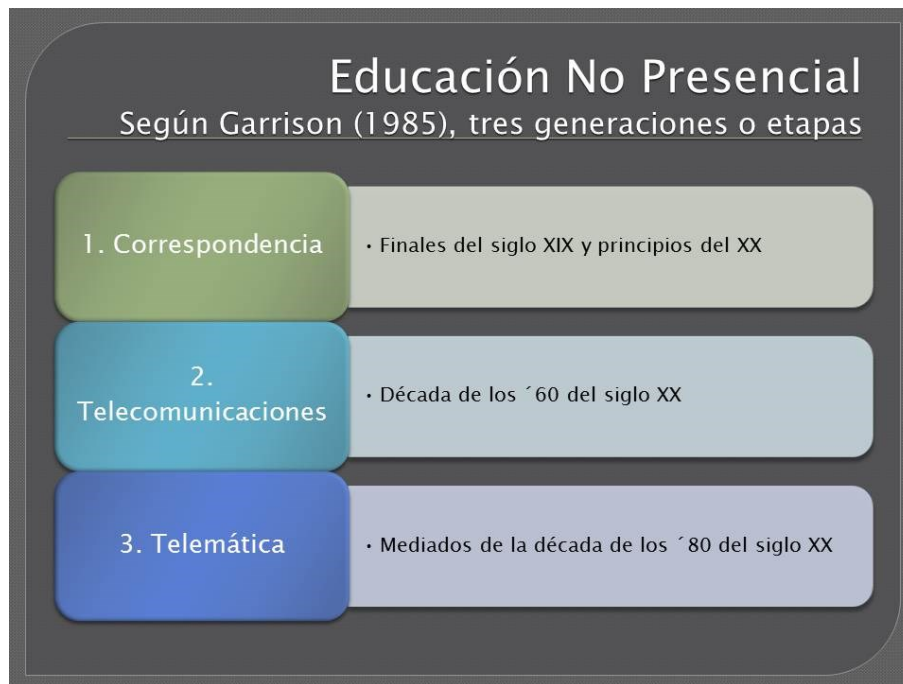 Educación No Presencial
Según Garrison (1985), tres generaciones o etapas
1. Correspondencia
• Finales del siglo XIX y principios del XX
2.
Telecomunicaciones
• Década de los ´60 del siglo XX
3. Telemática
• Mediados de la década de los ´80 del siglo XX